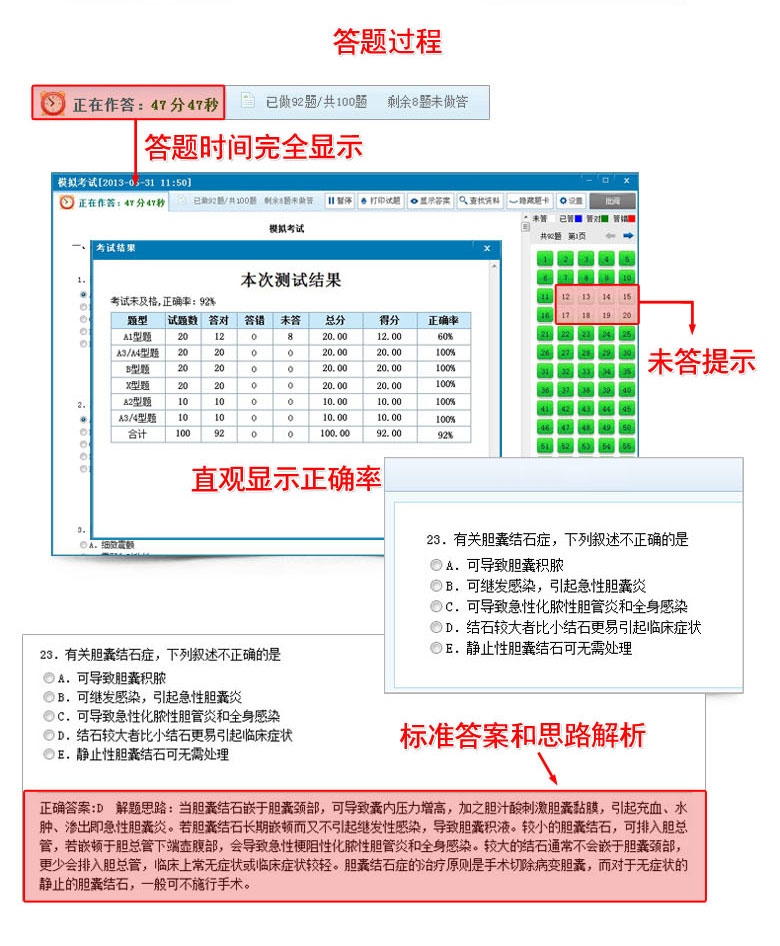 答题过程
正在作答：47分47秒 已做92题/共100题 剩余8题未做答
答题时间完全显示
模拟考试[2013-03-31 11:50]
正在作答：47分47秒 已做92题/共100题 剩余8题未做答 暂停 打印试题 显示答案 查找资料 隐藏题卡 设置
模拟考试
未答 已答 答对 答错
共92题 第1页
一、
考试结果
本次测试结果
考试未及格，正确率：92%
题型 试题数 答对 答错 未答 总分 得分 正确率
A1型题 20 12 0 8 20.00 12.00 60%
A3/A4型题 20 20 0 0 20.00 20.00 100%
B型题 20 20 0 0 20.00 20.00 100%
X型题 20 20 0 0 20.00 20.00 100%
A2型题 10 10 0 0 10.00 10.00 100%
A3/4型题 10 10 0 0 10.00 10.00 100%
合计 100 92 0 0 100.00 92.00 92%
1.
2.
3.
A. 细微震颤
1 2 3 4 5
6 7 8 9 10
11 12 13 14 15
16 17 18 19 20
21 22 23 24 25
26 27 28 29 30
31 32 33 34 35
36 37 38 39 40
41 42 43 44 45
46 47 48 49 50
51 52 53 54 55
未答提示
直观显示正确率
23．有关胆囊结石症，下列叙述不正确的是
A．可导致胆囊积脓
B．可继发感染，引起急性胆囊炎
C．可导致急性化脓性胆管炎和全身感染
D．结石较大者比小结石更易引起临床症状
E．静止性胆囊结石可无需处理
23．有关胆囊结石症，下列叙述不正确的是
A．可导致胆囊积脓
B．可继发感染，引起急性胆囊炎
C．可导致急性化脓性胆管炎和全身感染
D．结石较大者比小结石更易引起临床症状
E．静止性胆囊结石可无需处理
标准答案和思路解析
正确答案:D 解题思路：当胆囊结石嵌于胆囊颈部，可导致囊内压力增高，加之胆汁酸刺激胆囊黏膜，引起充血、水
肿、渗出即急性胆囊炎。若胆囊结石长期嵌顿而又不引起继发性感染，导致胆囊积液。较小的胆囊结石，可排入胆总
管，若嵌顿于胆总管下端壶腹部，会导致急性梗阻性化脓性胆管炎和全身感染。较大的结石通常不会嵌于胆囊颈部，
更少会排入胆总管，临床上常无症状或临床症状较轻。胆囊结石症的治疗原则是手术切除病变胆囊，而对于无症状的
静止的胆囊结石，一般可不施行手术。